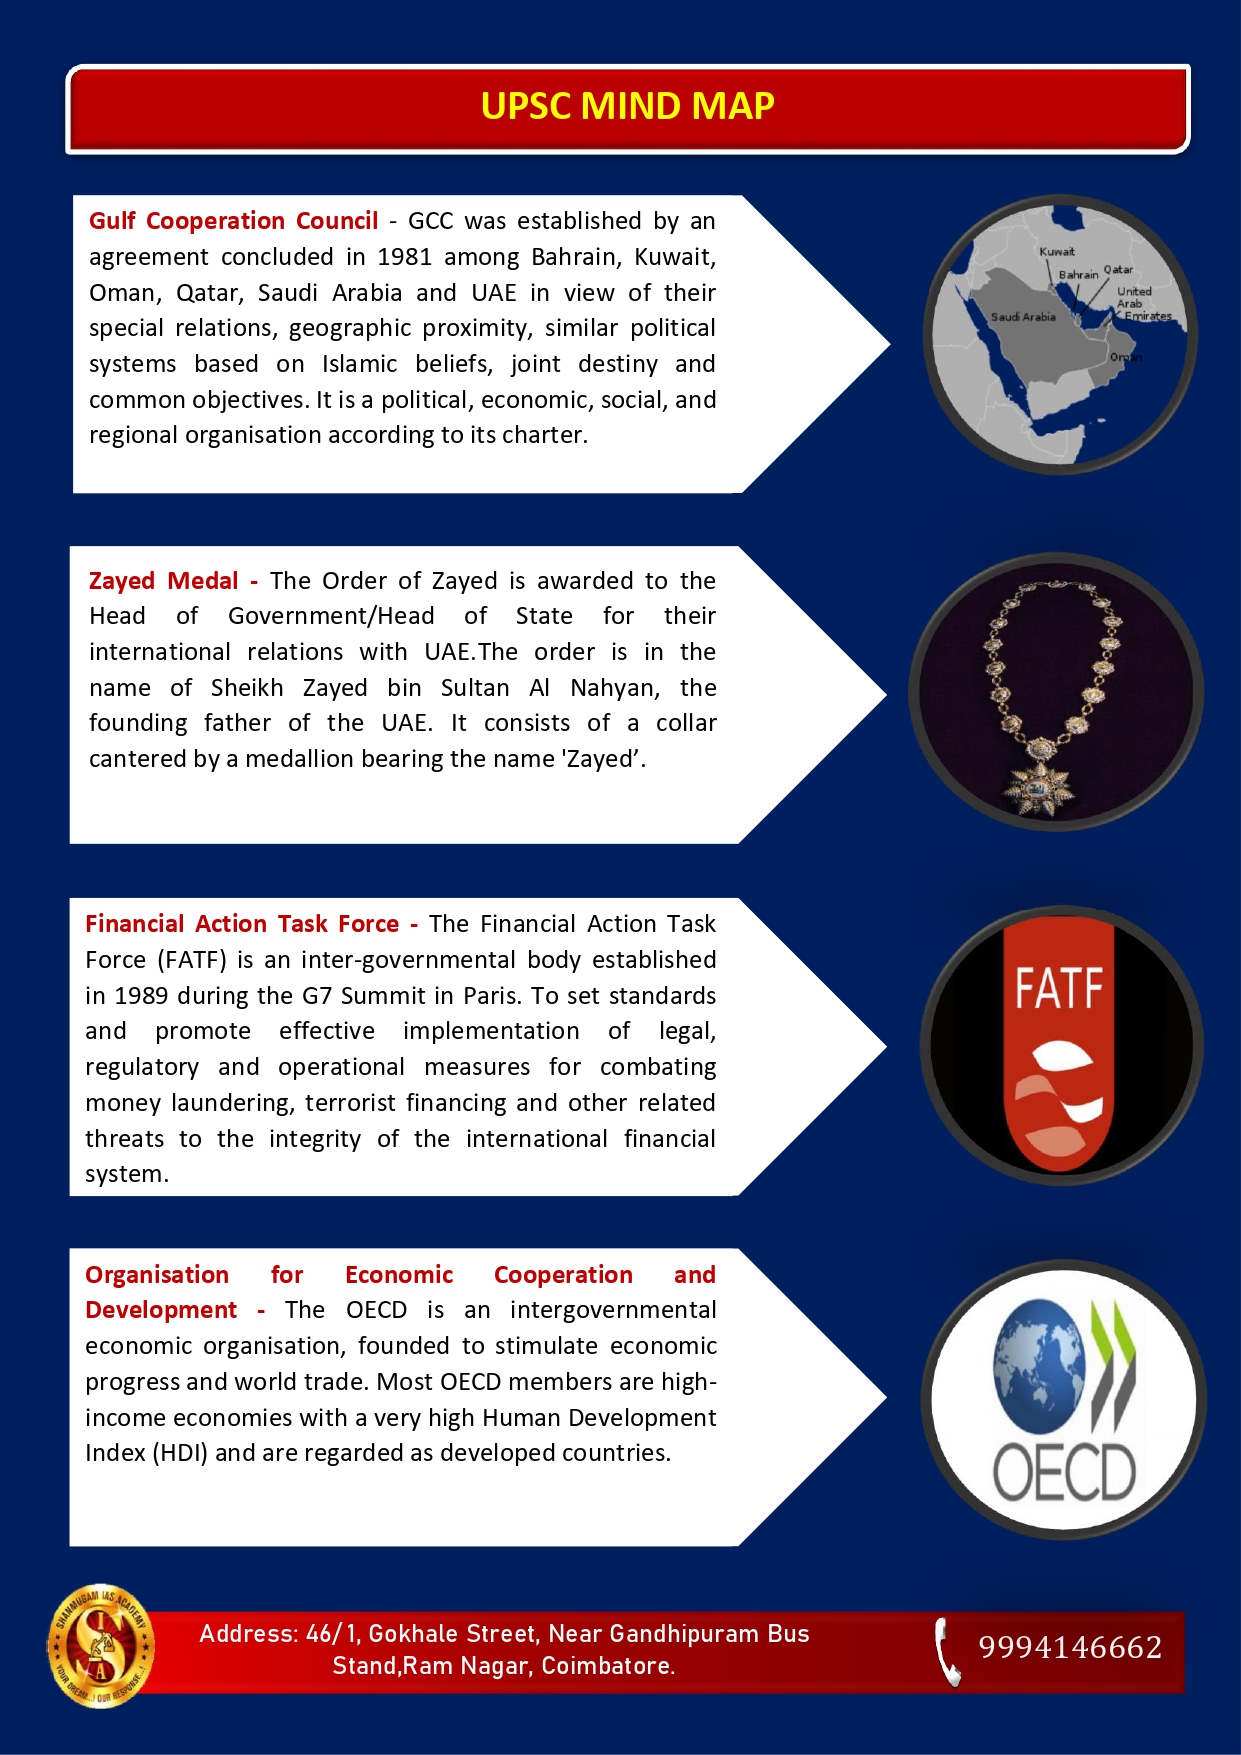 UPSC MIND MAP
Gulf Cooperation Council - GCC was established by an
agreement concluded in 1981 among Bahrain, Kuwait,
Oman, Qatar, Saudi Arabia and UAE in view of their
special relations, geographic proximity, similar political
systems based on Islamic beliefs, joint destiny and
common objectives. It is a political, economic, social, and
regional organisation according to its charter.
Kuwait
Bahrain
Qatar
United
Arab
Emirates
Saudi Arabia
Oman
Zayed Medal - The Order of Zayed is awarded to the
Head of Government/Head of State for their
international relations with UAE.The order is in the
name of Sheikh Zayed bin Sultan Al Nahyan, the
founding father of the UAE. It consists of a collar
cantered by a medallion bearing the name 'Zayed’.
Financial Action Task Force - The Financial Action Task
Force (FATF) is an inter-governmental body established
in 1989 during the G7 Summit in Paris. To set standards
and promote effective implementation of legal,
regulatory and operational measures for combating
money laundering, terrorist financing and other related
threats to the integrity of the international financial
system.
FATF
Organisation for Economic Cooperation and
Development - The OECD is an intergovernmental
economic organisation, founded to stimulate economic
progress and world trade. Most OECD members are high-
income economies with a very high Human Development
Index (HDI) and are regarded as developed countries.
OECD
SHANMUGAM IAS ACADEMY
S I A
YOUR DREAM...! OUR RESPONSE...!
Address: 46/1, Gokhale Street, Near Gandhipuram Bus
Stand,Ram Nagar, Coimbatore.
9994146662